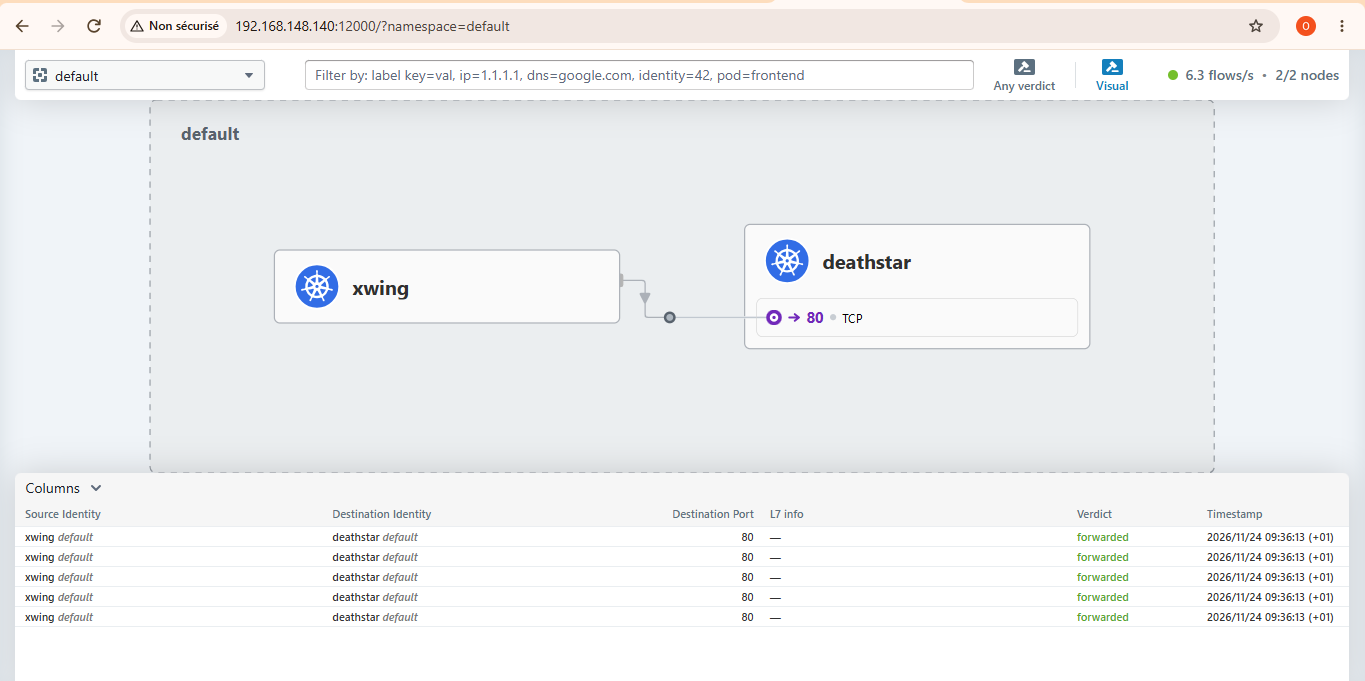 Non sécurisé 192.168.148.140:12000/?namespace=default O
default Filter by: label key=val, ip=1.1.1.1, dns=google.com, identity=42, pod=frontend Any verdict Visual 6.3 flows/s • 2/2 nodes
default
xwing
deathstar
→ 80 • TCP
Columns
Source Identity Destination Identity Destination Port L7 info Verdict Timestamp
xwing default deathstar default 80 — forwarded 2026/11/24 09:36:13 (+01)
xwing default deathstar default 80 — forwarded 2026/11/24 09:36:13 (+01)
xwing default deathstar default 80 — forwarded 2026/11/24 09:36:13 (+01)
xwing default deathstar default 80 — forwarded 2026/11/24 09:36:13 (+01)
xwing default deathstar default 80 — forwarded 2026/11/24 09:36:13 (+01)